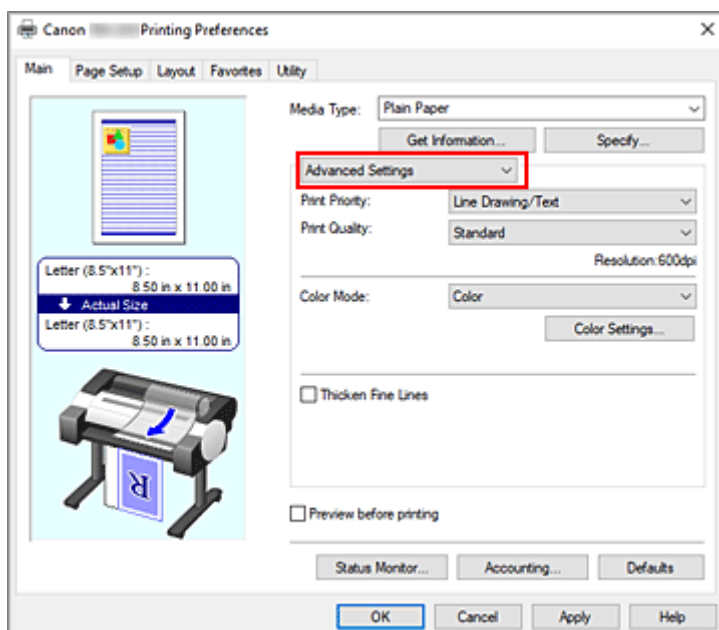 Canon Printing Preferences
Main Page Setup Layout Favorites Utility
Media Type: Plain Paper
Get Information... Specify...
Advanced Settings
Print Priority: Line Drawing/Text
Print Quality: Standard
Resolution:600dpi
Letter (8.5"x11") :
8.50 in x 11.00 in
Actual Size
Letter (8.5"x11") :
8.50 in x 11.00 in
Color Mode: Color
Color Settings...
Thicken Fine Lines
R
Preview before printing
Status Monitor... Accounting... Defaults
OK Cancel Apply Help